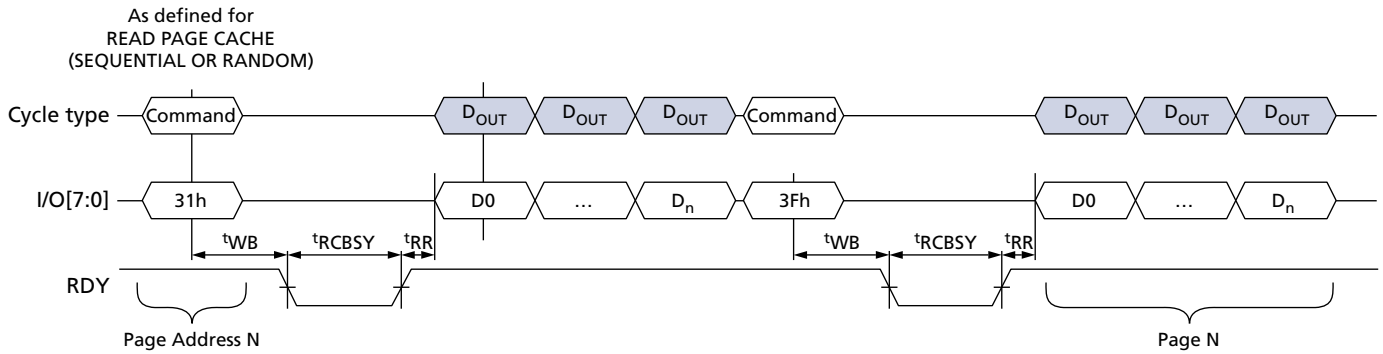 As defined for
READ PAGE CACHE
(SEQUENTIAL OR RANDOM)
Cycle type Command DOUT DOUT DOUT Command DOUT DOUT DOUT
I/O[7:0] 31h D0 ... Dn 3Fh D0 ... Dn
tWB tRCBSY tRR tWB tRCBSY tRR
RDY
Page Address N Page N